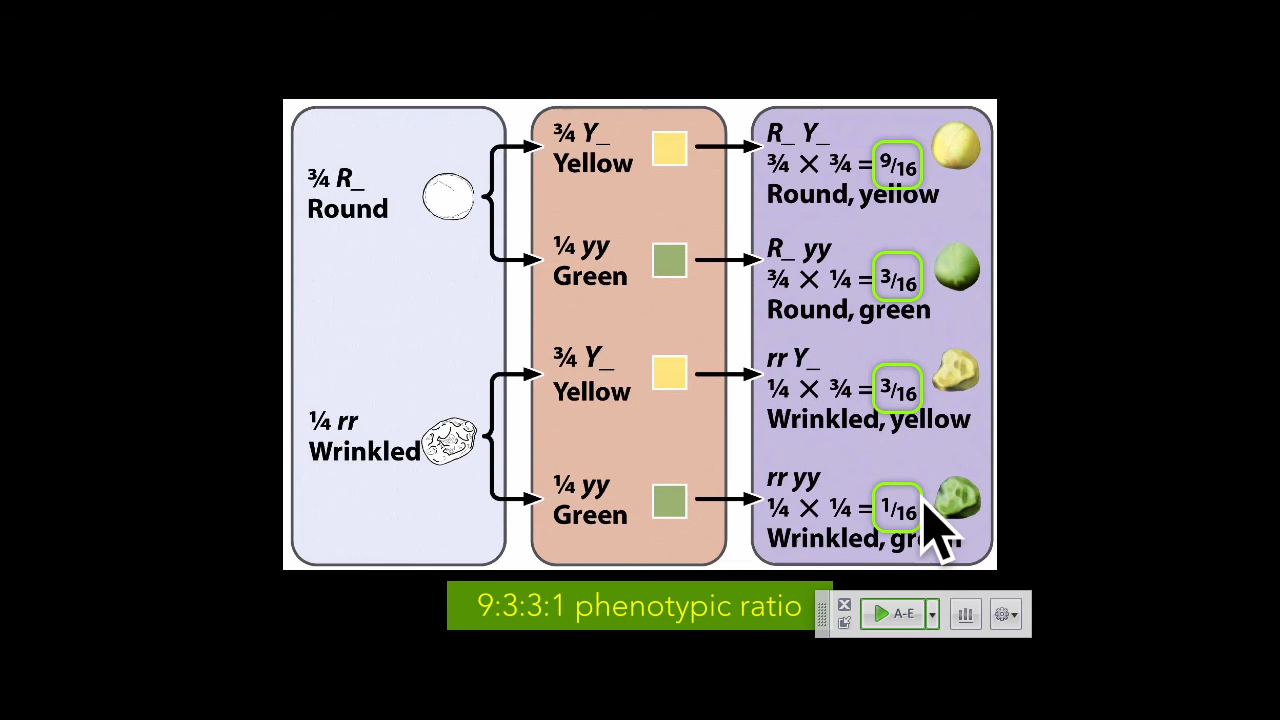 ¾ R_
Round
¼ rr
Wrinkled
¾ Y_
Yellow
¼ yy
Green
¾ Y_
Yellow
¼ yy
Green
R_ Y_
¾ × ¾ = 9/16
Round, yellow
R_ yy
¾ × ¼ = 3/16
Round, green
rr Y_
¼ × ¾ = 3/16
Wrinkled, yellow
rr yy
¼ × ¼ = 1/16
Wrinkled, green
9:3:3:1 phenotypic ratio
A-E